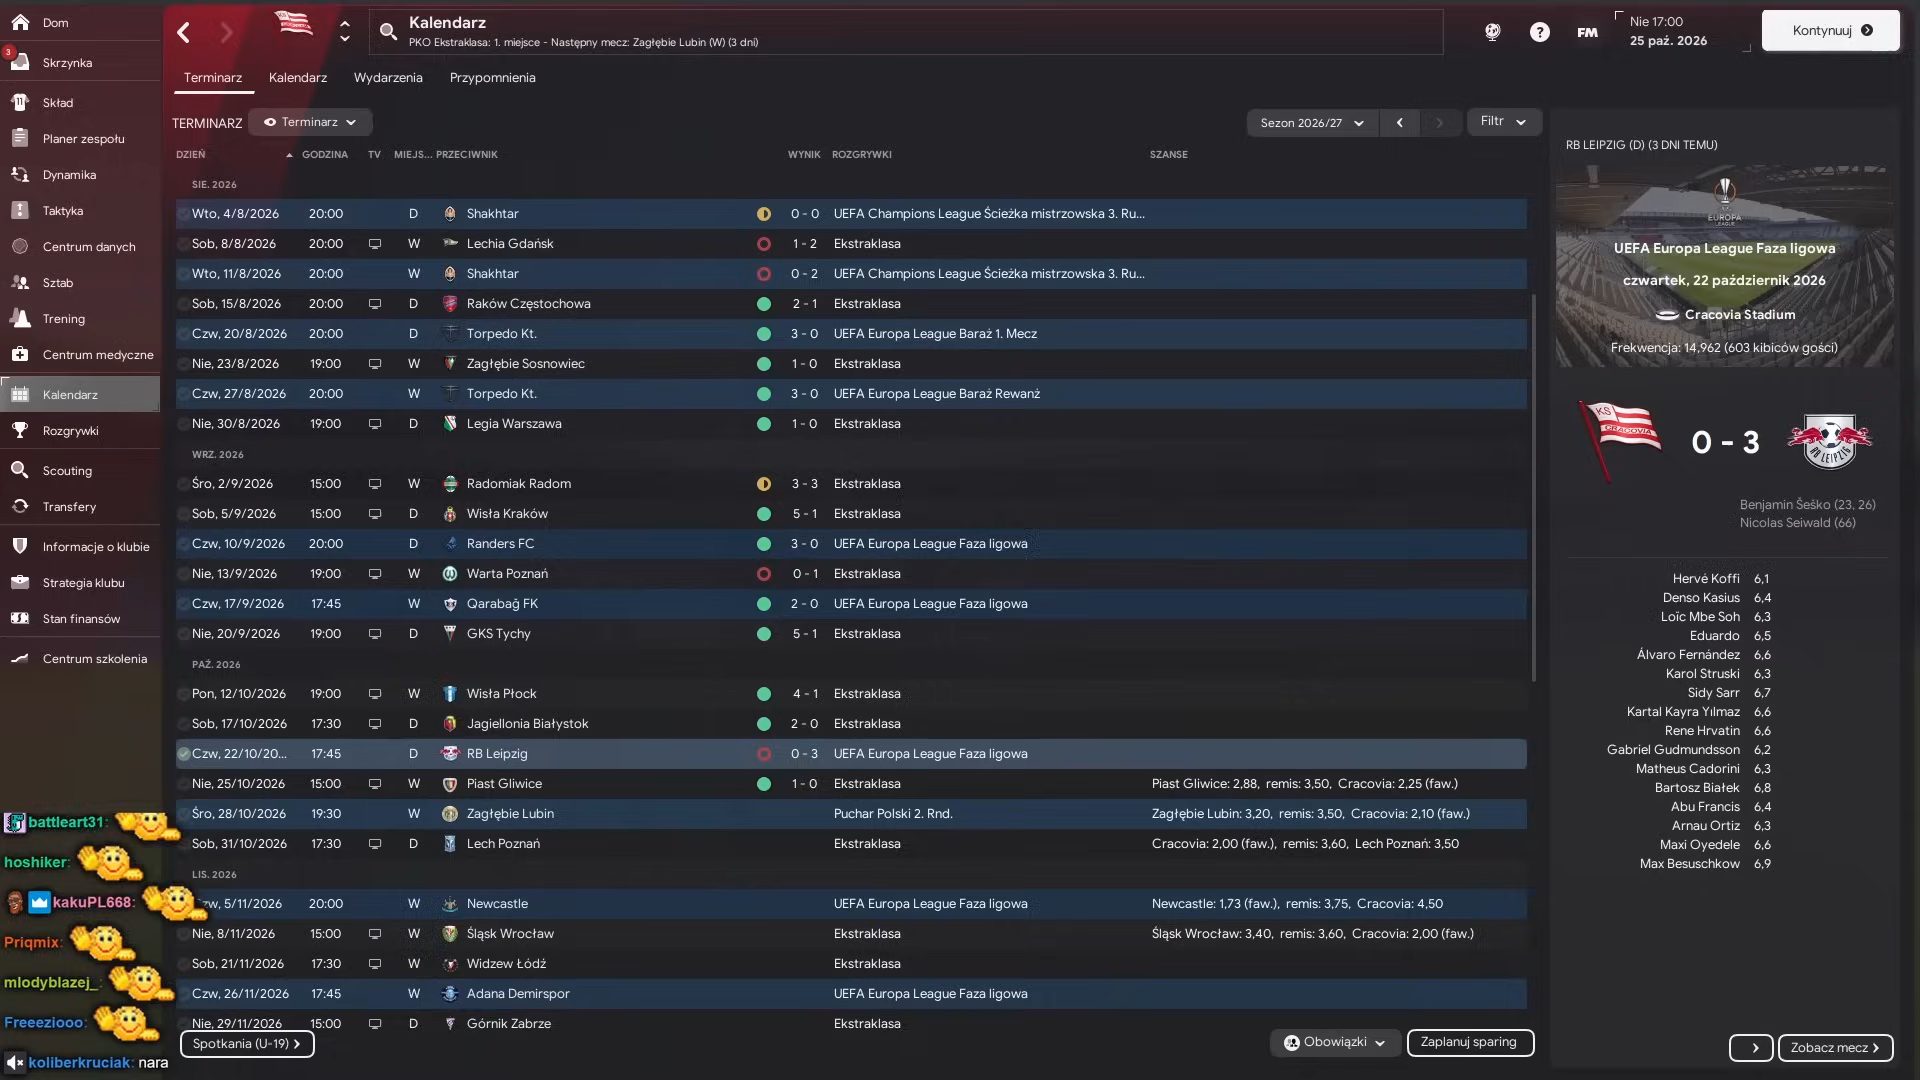 Dom
3
Skrzynka
Skład
Planer zespołu
Dynamika
Taktyka
Centrum danych
Sztab
Trening
Centrum medyczne
Kalendarz
Rozgrywki
Scouting
Transfery
Informacje o klubie
Strategia klubu
Stan finansów
Centrum szkolenia
Kalendarz
PKO Ekstraklasa: 1. miejsce - Następny mecz: Zagłębie Lubin (W) (3 dni)
FM
Nie 17:00
25 paź. 2026
Kontynuuj
Terminarz Kalendarz Wydarzenia Przypomnienia
TERMINARZ Terminarz Sezon 2026/27 Filtr
DZIEŃ GODZINA TV MIEJS... PRZECIWNIK WYNIK ROZGRYWKI SZANSE
SIE. 2026
Wto, 4/8/2026 20:00 D Shakhtar 0 - 0 UEFA Champions League Ścieżka mistrzowska 3. Ru...
Sob, 8/8/2026 20:00 W Lechia Gdańsk 1 - 2 Ekstraklasa
Wto, 11/8/2026 20:00 W Shakhtar 0 - 2 UEFA Champions League Ścieżka mistrzowska 3. Ru...
Sob, 15/8/2026 20:00 D Raków Częstochowa 2 - 1 Ekstraklasa
Czw, 20/8/2026 20:00 D Torpedo Kt. 3 - 0 UEFA Europa League Baraż 1. Mecz
Nie, 23/8/2026 19:00 W Zagłębie Sosnowiec 1 - 0 Ekstraklasa
Czw, 27/8/2026 20:00 W Torpedo Kt. 3 - 0 UEFA Europa League Baraż Rewanż
Nie, 30/8/2026 19:00 D Legia Warszawa 1 - 0 Ekstraklasa
WRZ. 2026
Śro, 2/9/2026 15:00 W Radomiak Radom 3 - 3 Ekstraklasa
Sob, 5/9/2026 15:00 D Wisła Kraków 5 - 1 Ekstraklasa
Czw, 10/9/2026 20:00 D Randers FC 3 - 0 UEFA Europa League Faza ligowa
Nie, 13/9/2026 19:00 W Warta Poznań 0 - 1 Ekstraklasa
Czw, 17/9/2026 17:45 W Qarabağ FK 2 - 0 UEFA Europa League Faza ligowa
Nie, 20/9/2026 19:00 D GKS Tychy 5 - 1 Ekstraklasa
PAŹ. 2026
Pon, 12/10/2026 19:00 W Wisła Płock 4 - 1 Ekstraklasa
Sob, 17/10/2026 17:30 D Jagiellonia Białystok 2 - 0 Ekstraklasa
Czw, 22/10/20... 17:45 D RB Leipzig 0 - 3 UEFA Europa League Faza ligowa
Nie, 25/10/2026 15:00 W Piast Gliwice 1 - 0 Ekstraklasa Piast Gliwice: 2,88, remis: 3,50, Cracovia: 2,25 (faw.)
Śro, 28/10/2026 19:30 W Zagłębie Lubin Puchar Polski 2. Rnd. Zagłębie Lubin: 3,20, remis: 3,50, Cracovia: 2,10 (faw.)
Sob, 31/10/2026 17:30 D Lech Poznań Ekstraklasa Cracovia: 2,00 (faw.), remis: 3,60, Lech Poznań: 3,50
LIS. 2026
5/11/2026 20:00 W Newcastle UEFA Europa League Faza ligowa Newcastle: 1,73 (faw.), remis: 3,75, Cracovia: 4,50
Nie, 8/11/2026 15:00 W Śląsk Wrocław Ekstraklasa Śląsk Wrocław: 3,40, remis: 3,60, Cracovia: 2,00 (faw.)
Sob, 21/11/2026 17:30 W Widzew Łódź Ekstraklasa
Czw, 26/11/2026 17:45 W Adana Demirspor UEFA Europa League Faza ligowa
Nie, 29/11/2026 15:00 D Górnik Zabrze Ekstraklasa
Spotkania (U-19) Obowiązki Zaplanuj sparing
RB LEIPZIG (D) (3 DNI TEMU)
EUROPA
LEAGUE
UEFA Europa League Faza ligowa
czwartek, 22 październik 2026
Cracovia Stadium
Frekwencja: 14,962 (603 kibiców gości)
KS
CRACOVIA
0 - 3
RB LEIPZIG
Benjamin Šeško (23, 26)
Nicolas Seiwald (66)
Hervé Koffi 6,1
Denso Kasius 6,4
Loïc Mbe Soh 6,3
Eduardo 6,5
Álvaro Fernández 6,6
Karol Struski 6,3
Sidy Sarr 6,7
Kartal Kayra Yılmaz 6,6
Rene Hrvatin 6,6
Gabriel Gudmundsson 6,2
Matheus Cadorini 6,3
Bartosz Białek 6,8
Abu Francis 6,4
Arnau Ortiz 6,3
Maxi Oyedele 6,6
Max Besuschkow 6,9
Zobacz mecz
battleart31:
hoshiker:
kakuPL668:
Priqmix:
mlodyblazej_:
Freeeziooo:
koliberkruciak: nara